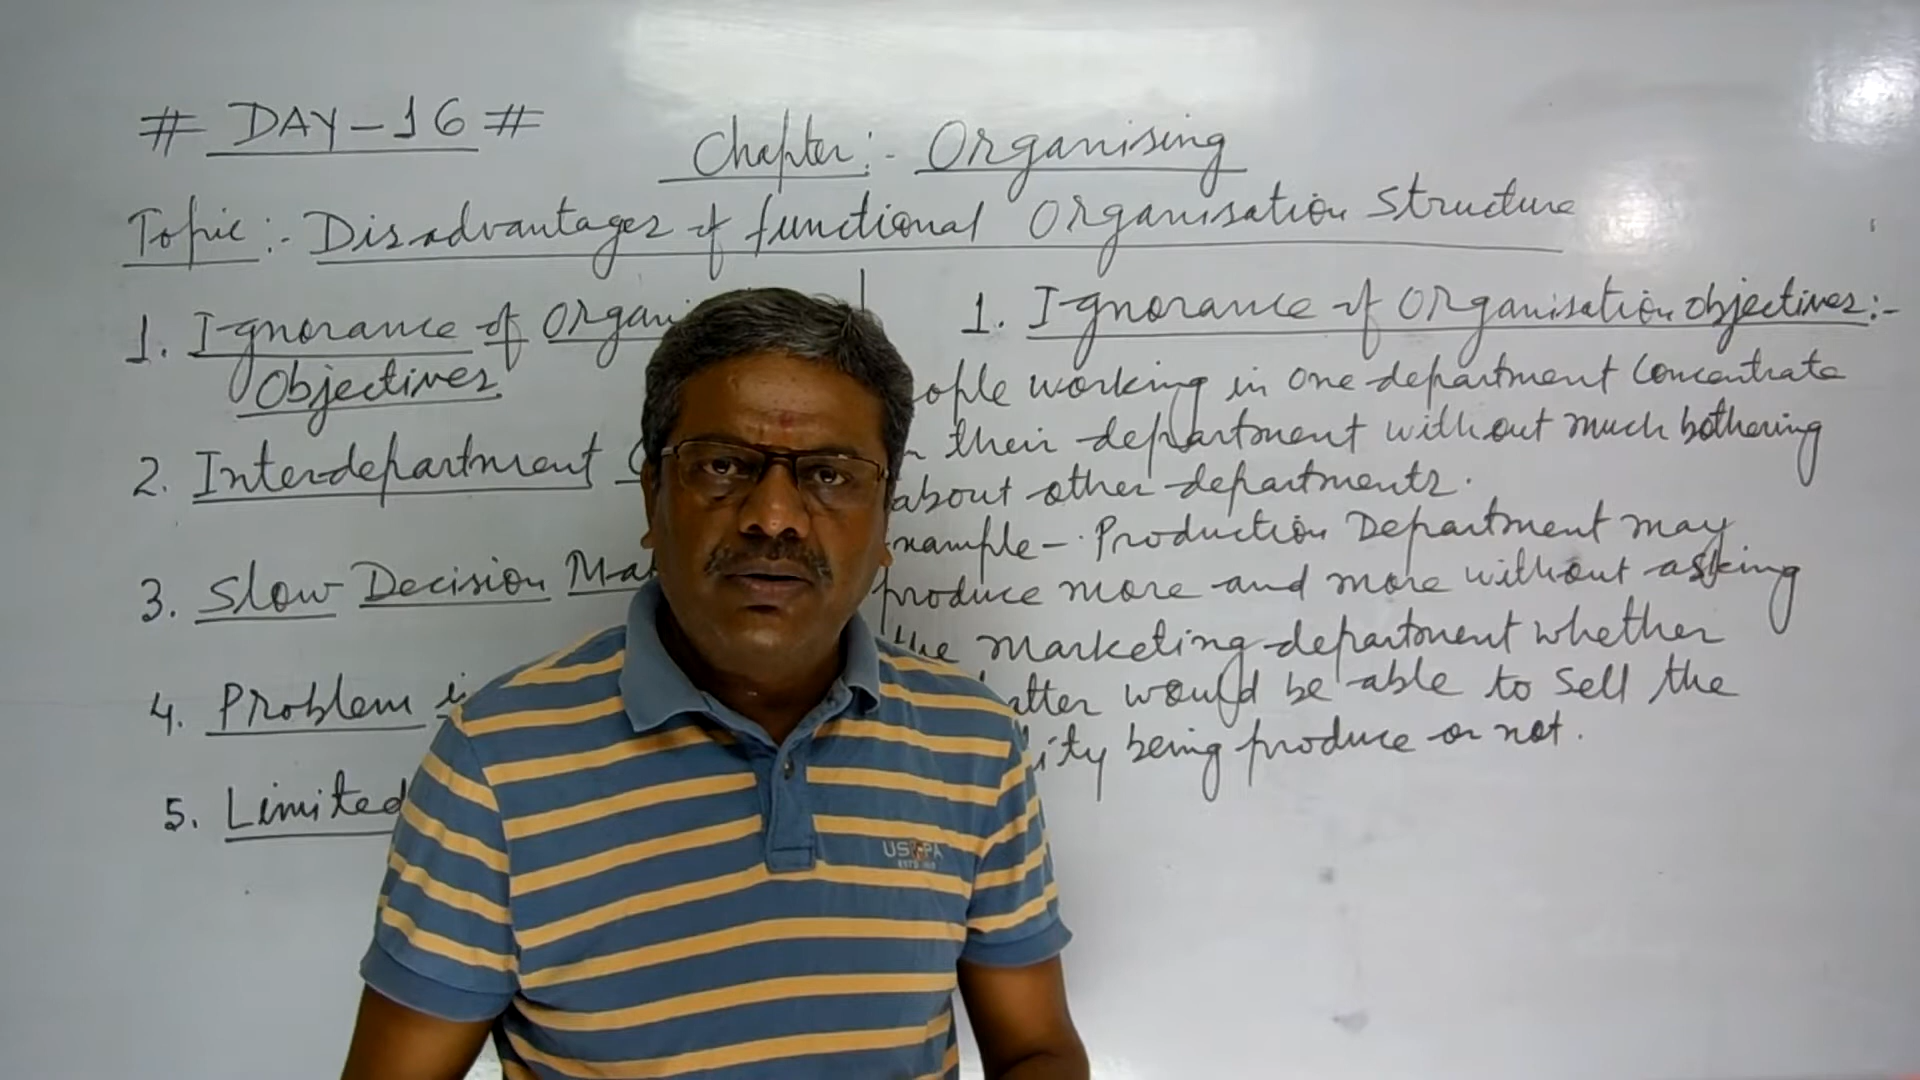 # DAY-16 #
Chapter:- Organising
Topic:- Disadvantages of functional Organisation Structure
1. Ignorance of
Objectives
2. Interdepartment
3. Slow Decision
4. Problem
5. Limited
1. Ignorance of Organisation objectives:-
working in one department Concentrate
their department without much bothering
about other departments.
Production Department may
produce more and more without asking
the marketing department whether
would be able to sell the
being produce or not.